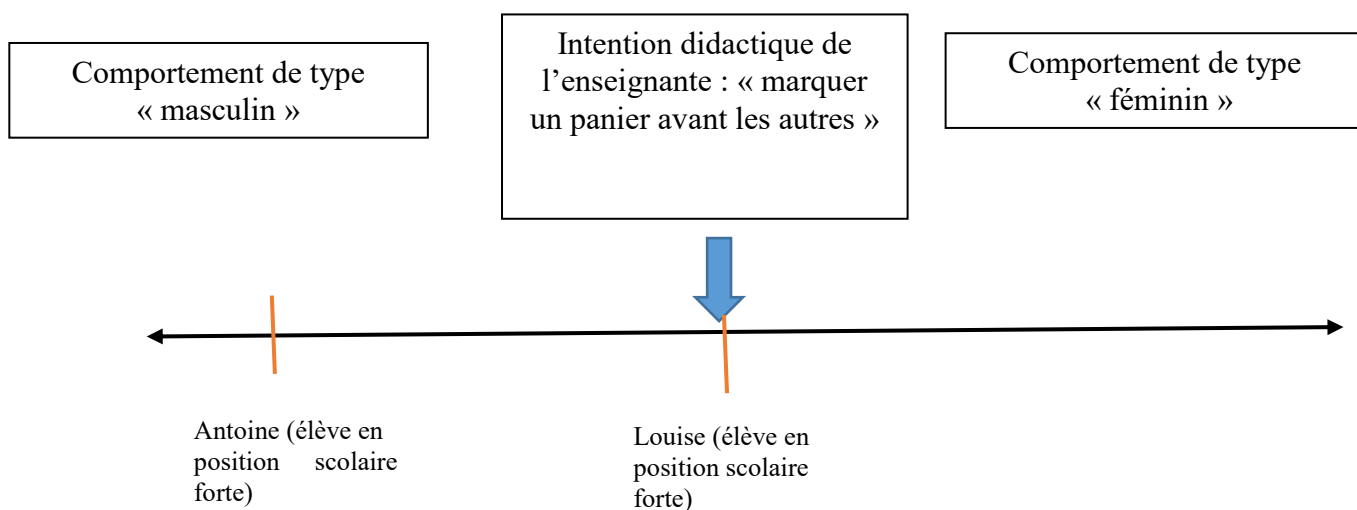 Comportement de type
« masculin »
Intention didactique de
l’enseignante : « marquer
un panier avant les autres »
Comportement de type
« féminin »
Antoine (élève en
position scolaire
forte)
Louise (élève en
position scolaire
forte)